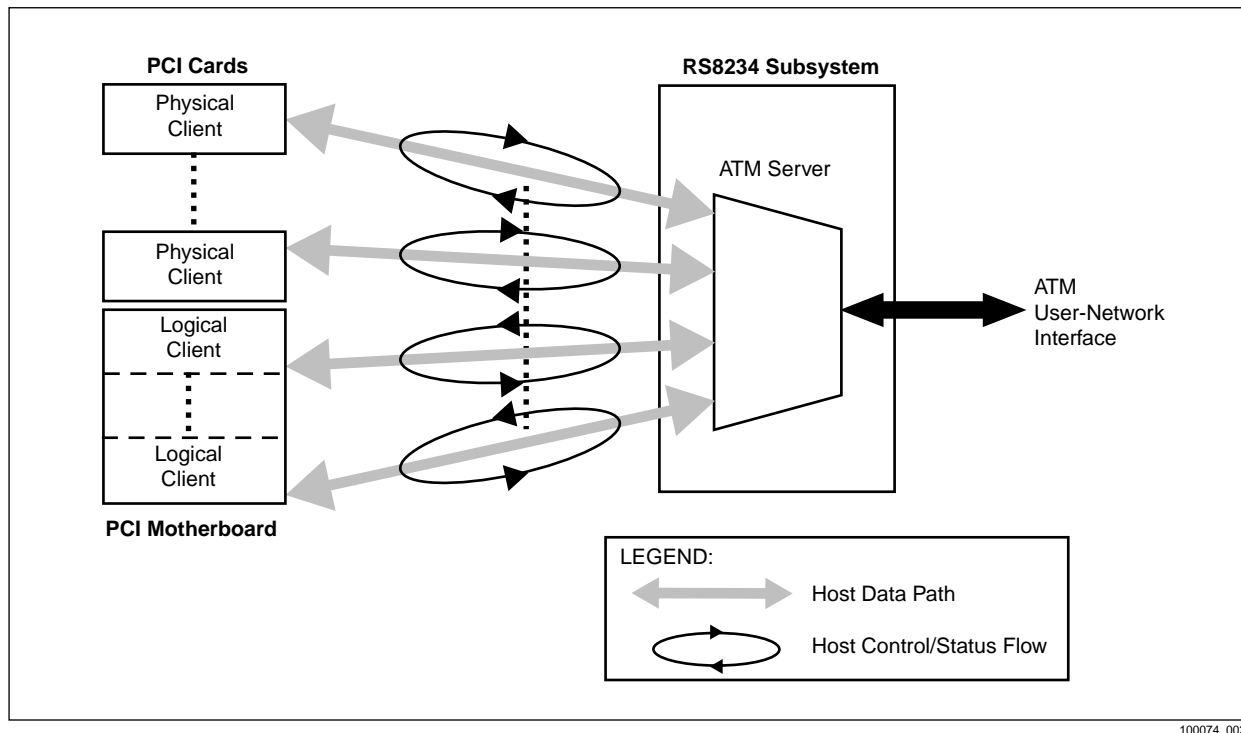 PCI Cards
Physical
Client
Physical
Client
Logical
Client
Logical
Client
PCI Motherboard
RS8234 Subsystem
ATM Server
ATM
User-Network
Interface
LEGEND:
Host Data Path
Host Control/Status Flow